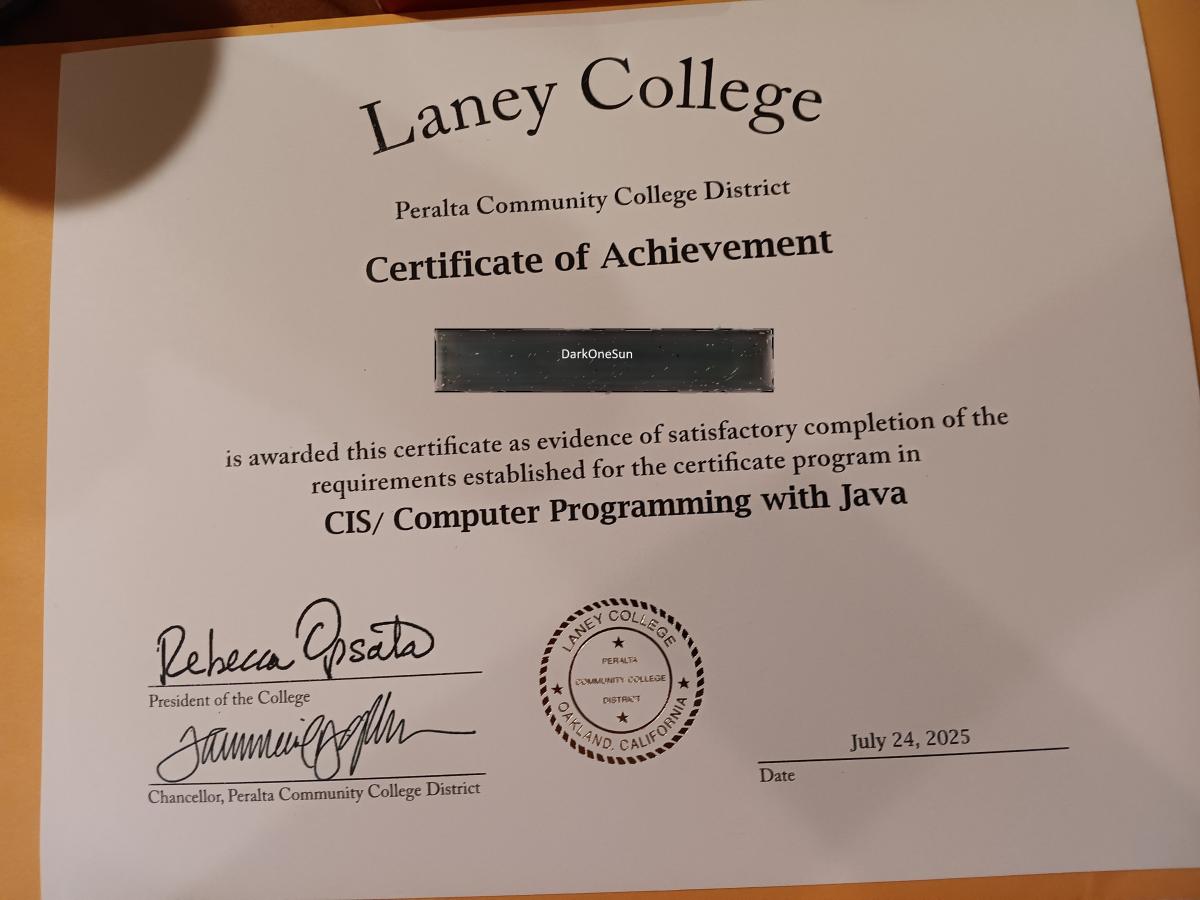 Laney College
Peralta Community College District
Certificate of Achievement
DarkOneSun
is awarded this certificate as evidence of satisfactory completion of the
requirements established for the certificate program in
CIS/ Computer Programming with Java
Rebecca Opsata
President of the College
Chancellor, Peralta Community College District
LANEY COLLEGE
PERALTA
COMMUNITY COLLEGE
DISTRICT
OAKLAND, CALIFORNIA
July 24, 2025
Date